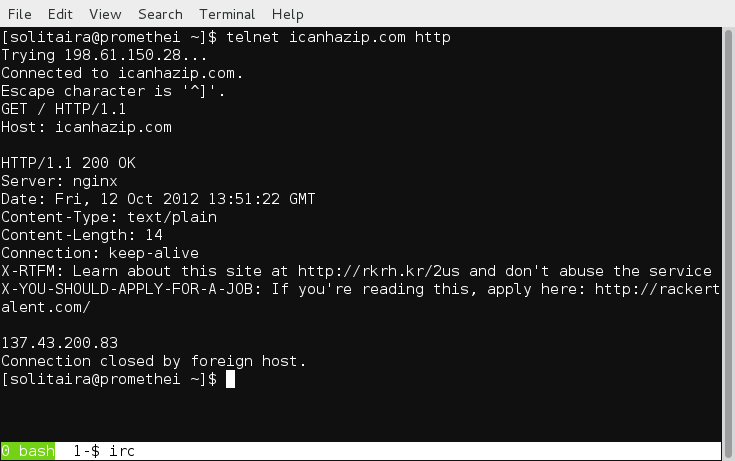 File Edit View Search Terminal Help
[solitaira@promethei ~]$ telnet icanhazip.com http
Trying 198.61.150.28...
Connected to icanhazip.com.
Escape character is '^]'.
GET / HTTP/1.1
Host: icanhazip.com

HTTP/1.1 200 OK
Server: nginx
Date: Fri, 12 Oct 2012 13:51:22 GMT
Content-Type: text/plain
Content-Length: 14
Connection: keep-alive
X-RTFM: Learn about this site at http://rkrh.kr/2us and don't abuse the service
X-YOU-SHOULD-APPLY-FOR-A-JOB: If you're reading this, apply here: http://rackert
alent.com/

137.43.200.83
Connection closed by foreign host.
[solitaira@promethei ~]$
0 bash 1-$ irc